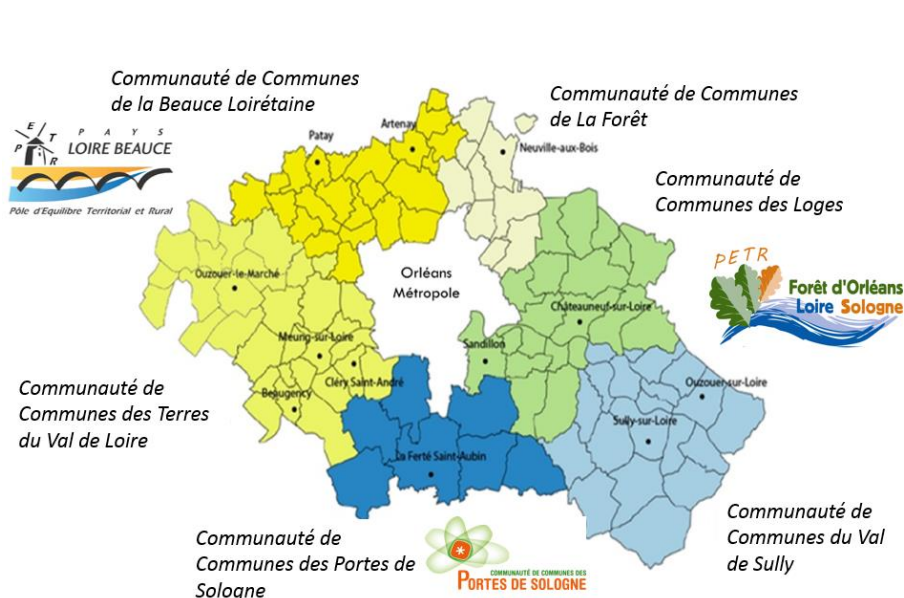 Communauté de Communes
de la Beauce Loirétaine
Communauté de Communes
de La Forêt
Artenay
Patay
Neuville-aux-Bois
P E T R
P A Y S
LOIRE BEAUCE
Pôle d'Equilibre Territorial et Rural
Communauté de
Communes des Loges
PETR
Forêt d'Orléans
Loire Sologne
Ouzouer-le-Marché
Orléans
Métropole
Châteauneuf-sur-Loire
Meung-sur-Loire
Sandillon
Cléry Saint-André
Beaugency
Ouzouer-sur-Loire
Sully-sur-Loire
La Ferté Saint-Aubin
Communauté de
Communes des Terres
du Val de Loire
Communauté de
Communes des Portes de
Sologne
COMMUNAUTÉ DE COMMUNES DES
PORTES DE SOLOGNE
Communauté de
Communes du Val
de Sully